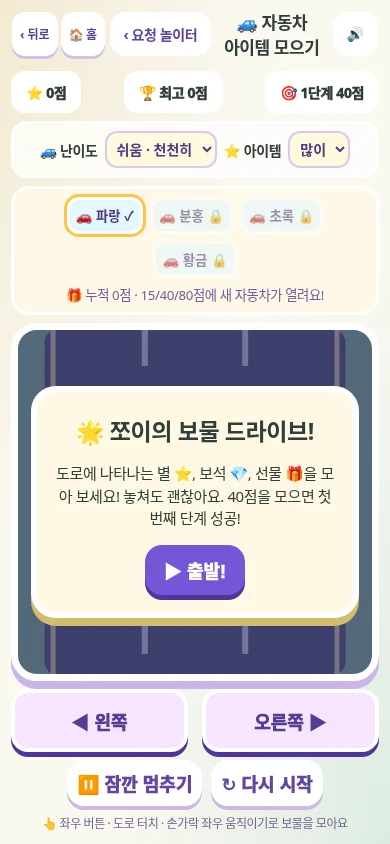 ‹ 뒤로 🏠 홈 ‹ 요청 놀이터 🚙 자동차 🔊
아이템 모으기
⭐ 0점 🏆 최고 0점 🎯 1단계 40점
🚙 난이도 쉬움 · 천천히 ⭐ 아이템 많이
🚗 파랑 ✓ 🚗 분홍 🔒 🚗 초록 🔒
🚗 황금 🔒
🎁 누적 0점 · 15/40/80점에 새 자동차가 열려요!
🌟 쪼이의 보물 드라이브!
도로에 나타나는 별 ⭐, 보석 💎, 선물 🎁을 모
아 보세요! 놓쳐도 괜찮아요. 40점을 모으면 첫
번째 단계 성공!
▶ 출발!
◀ 왼쪽 오른쪽 ▶
⏸️ 잠깐 멈추기 ↻ 다시 시작
👆 좌우 버튼 · 도로 터치 · 손가락 좌우 움직이기로 보물을 모아요